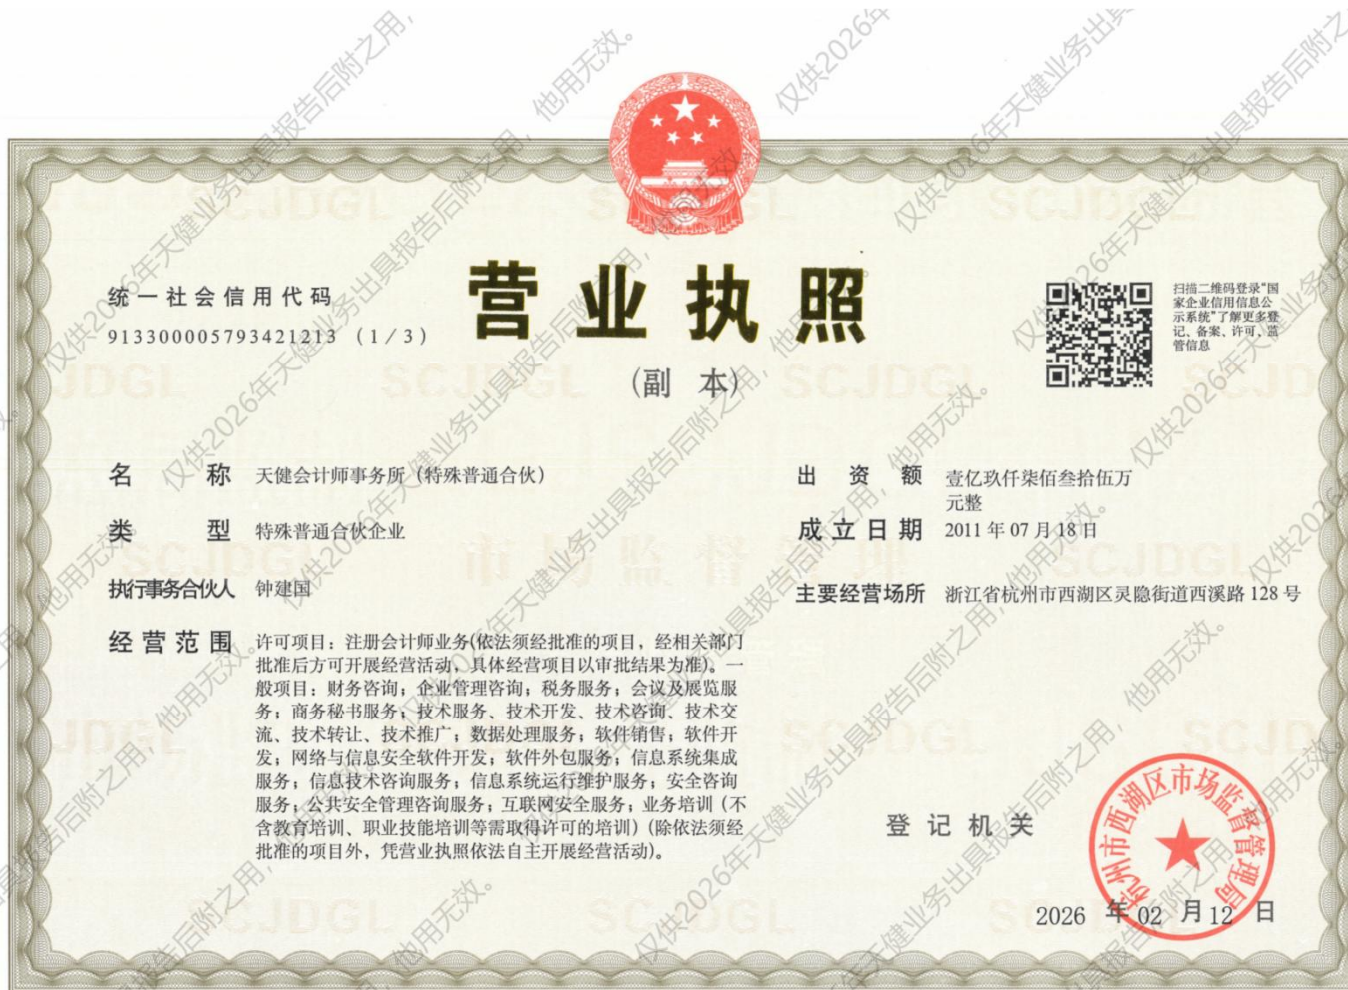 营业执照
(副 本)
统一社会信用代码
913300005793421213 (1/3)
扫描二维码登录“国
家企业信用信息公
示系统”了解更多登
记、备案、许可、监
管信息
名 称 天健会计师事务所（特殊普通合伙）
类 型 特殊普通合伙企业
执行事务合伙人 钟建国
经营范围 许可项目：注册会计师业务(依法须经批准的项目，经相关部门
批准后方可开展经营活动，具体经营项目以审批结果为准)。一
般项目：财务咨询；企业管理咨询；税务服务；会议及展览服
务；商务秘书服务；技术服务、技术开发、技术咨询、技术交
流、技术转让、技术推广；数据处理服务；软件销售；软件开
发；网络与信息安全软件开发；软件外包服务；信息系统集成
服务；信息技术咨询服务；信息系统运行维护服务；安全咨询
服务；公共安全管理咨询服务；互联网安全服务；业务培训（不
含教育培训、职业技能培训等需取得许可的培训）(除依法须经
批准的项目外，凭营业执照依法自主开展经营活动)。
出 资 额 壹亿玖仟柒佰叁拾伍万
元整
成立日期 2011年07月18日
主要经营场所 浙江省杭州市西湖区灵隐街道西溪路128号
登记机关
杭州市西湖区市场监督管理局
2026 年 02 月 12 日
仅供2026年天健业务出具报告后附之用，他用无效。
SCJDGL
市场监督管理